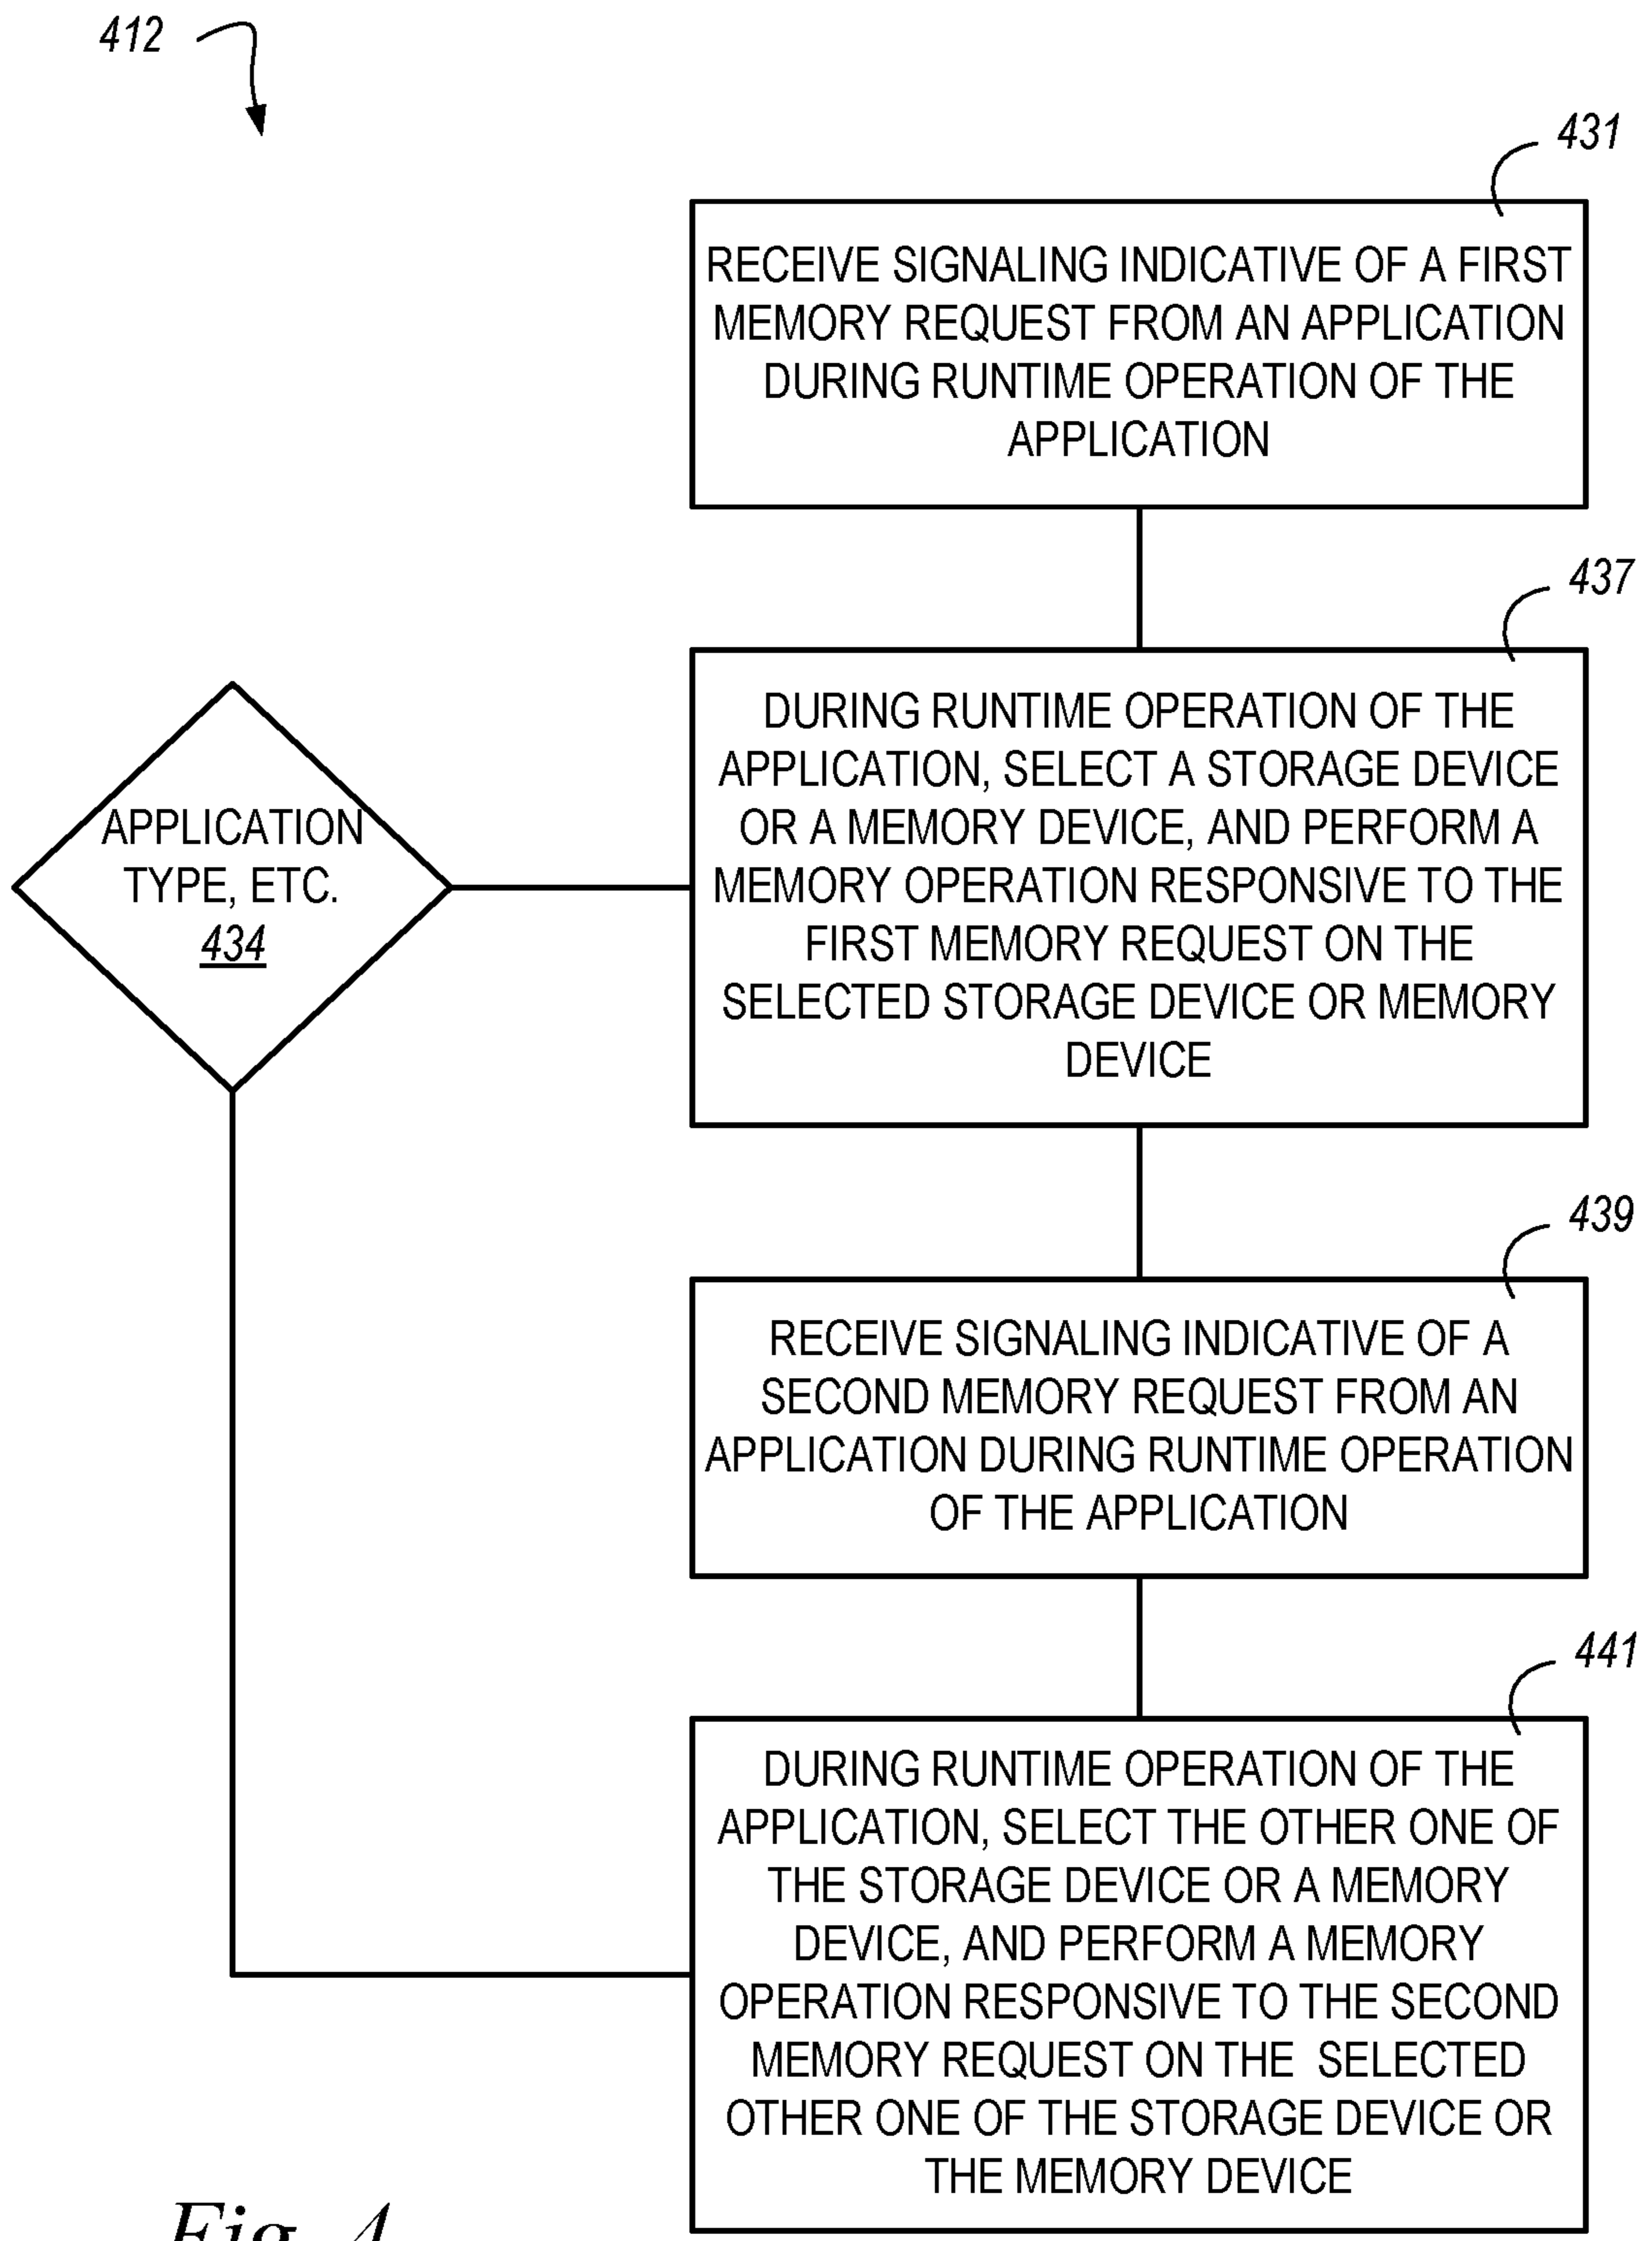 412
431
RECEIVE SIGNALING INDICATIVE OF A FIRST
MEMORY REQUEST FROM AN APPLICATION
DURING RUNTIME OPERATION OF THE
APPLICATION
437
DURING RUNTIME OPERATION OF THE
APPLICATION, SELECT A STORAGE DEVICE
OR A MEMORY DEVICE, AND PERFORM A
MEMORY OPERATION RESPONSIVE TO THE
FIRST MEMORY REQUEST ON THE
SELECTED STORAGE DEVICE OR MEMORY
DEVICE
APPLICATION
TYPE, ETC.
434
439
RECEIVE SIGNALING INDICATIVE OF A
SECOND MEMORY REQUEST FROM AN
APPLICATION DURING RUNTIME OPERATION
OF THE APPLICATION
441
DURING RUNTIME OPERATION OF THE
APPLICATION, SELECT THE OTHER ONE OF
THE STORAGE DEVICE OR A MEMORY
DEVICE, AND PERFORM A MEMORY
OPERATION RESPONSIVE TO THE SECOND
MEMORY REQUEST ON THE SELECTED
OTHER ONE OF THE STORAGE DEVICE OR
THE MEMORY DEVICE
Fig. 4